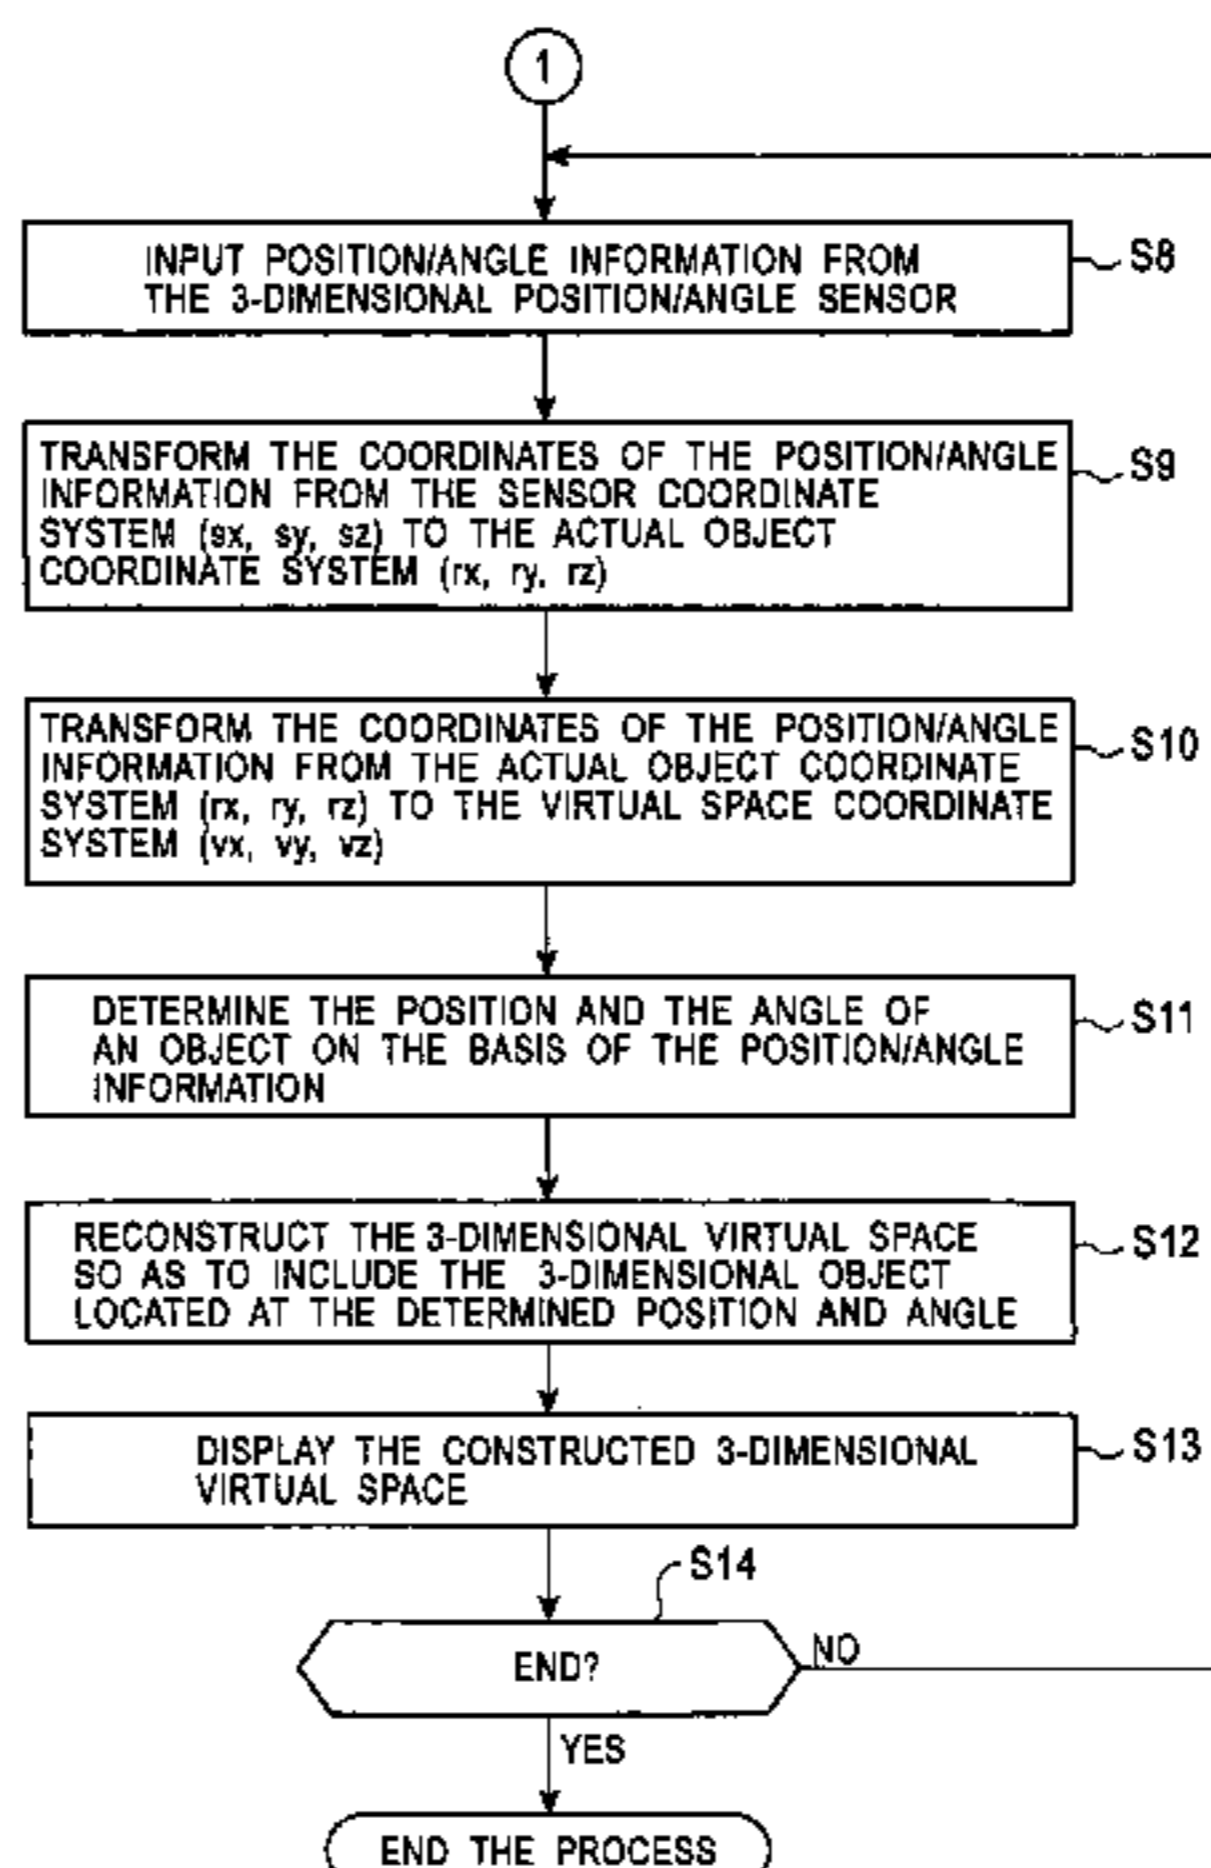 1
INPUT POSITION/ANGLE INFORMATION FROM
THE 3-DIMENSIONAL POSITION/ANGLE SENSOR
S8
TRANSFORM THE COORDINATES OF THE POSITION/ANGLE
INFORMATION FROM THE SENSOR COORDINATE
SYSTEM (sx, sy, sz) TO THE ACTUAL OBJECT
COORDINATE SYSTEM (rx, ry, rz)
S9
TRANSFORM THE COORDINATES OF THE POSITION/ANGLE
INFORMATION FROM THE ACTUAL OBJECT COORDINATE
SYSTEM (rx, ry, rz) TO THE VIRTUAL SPACE COORDINATE
SYSTEM (vx, vy, vz)
S10
DETERMINE THE POSITION AND THE ANGLE OF
AN OBJECT ON THE BASIS OF THE POSITION/ANGLE
INFORMATION
S11
RECONSTRUCT THE 3-DIMENSIONAL VIRTUAL SPACE
SO AS TO INCLUDE THE 3-DIMENSIONAL OBJECT
LOCATED AT THE DETERMINED POSITION AND ANGLE
S12
DISPLAY THE CONSTRUCTED 3-DIMENSIONAL
VIRTUAL SPACE
S13
S14
END?
NO
YES
END THE PROCESS